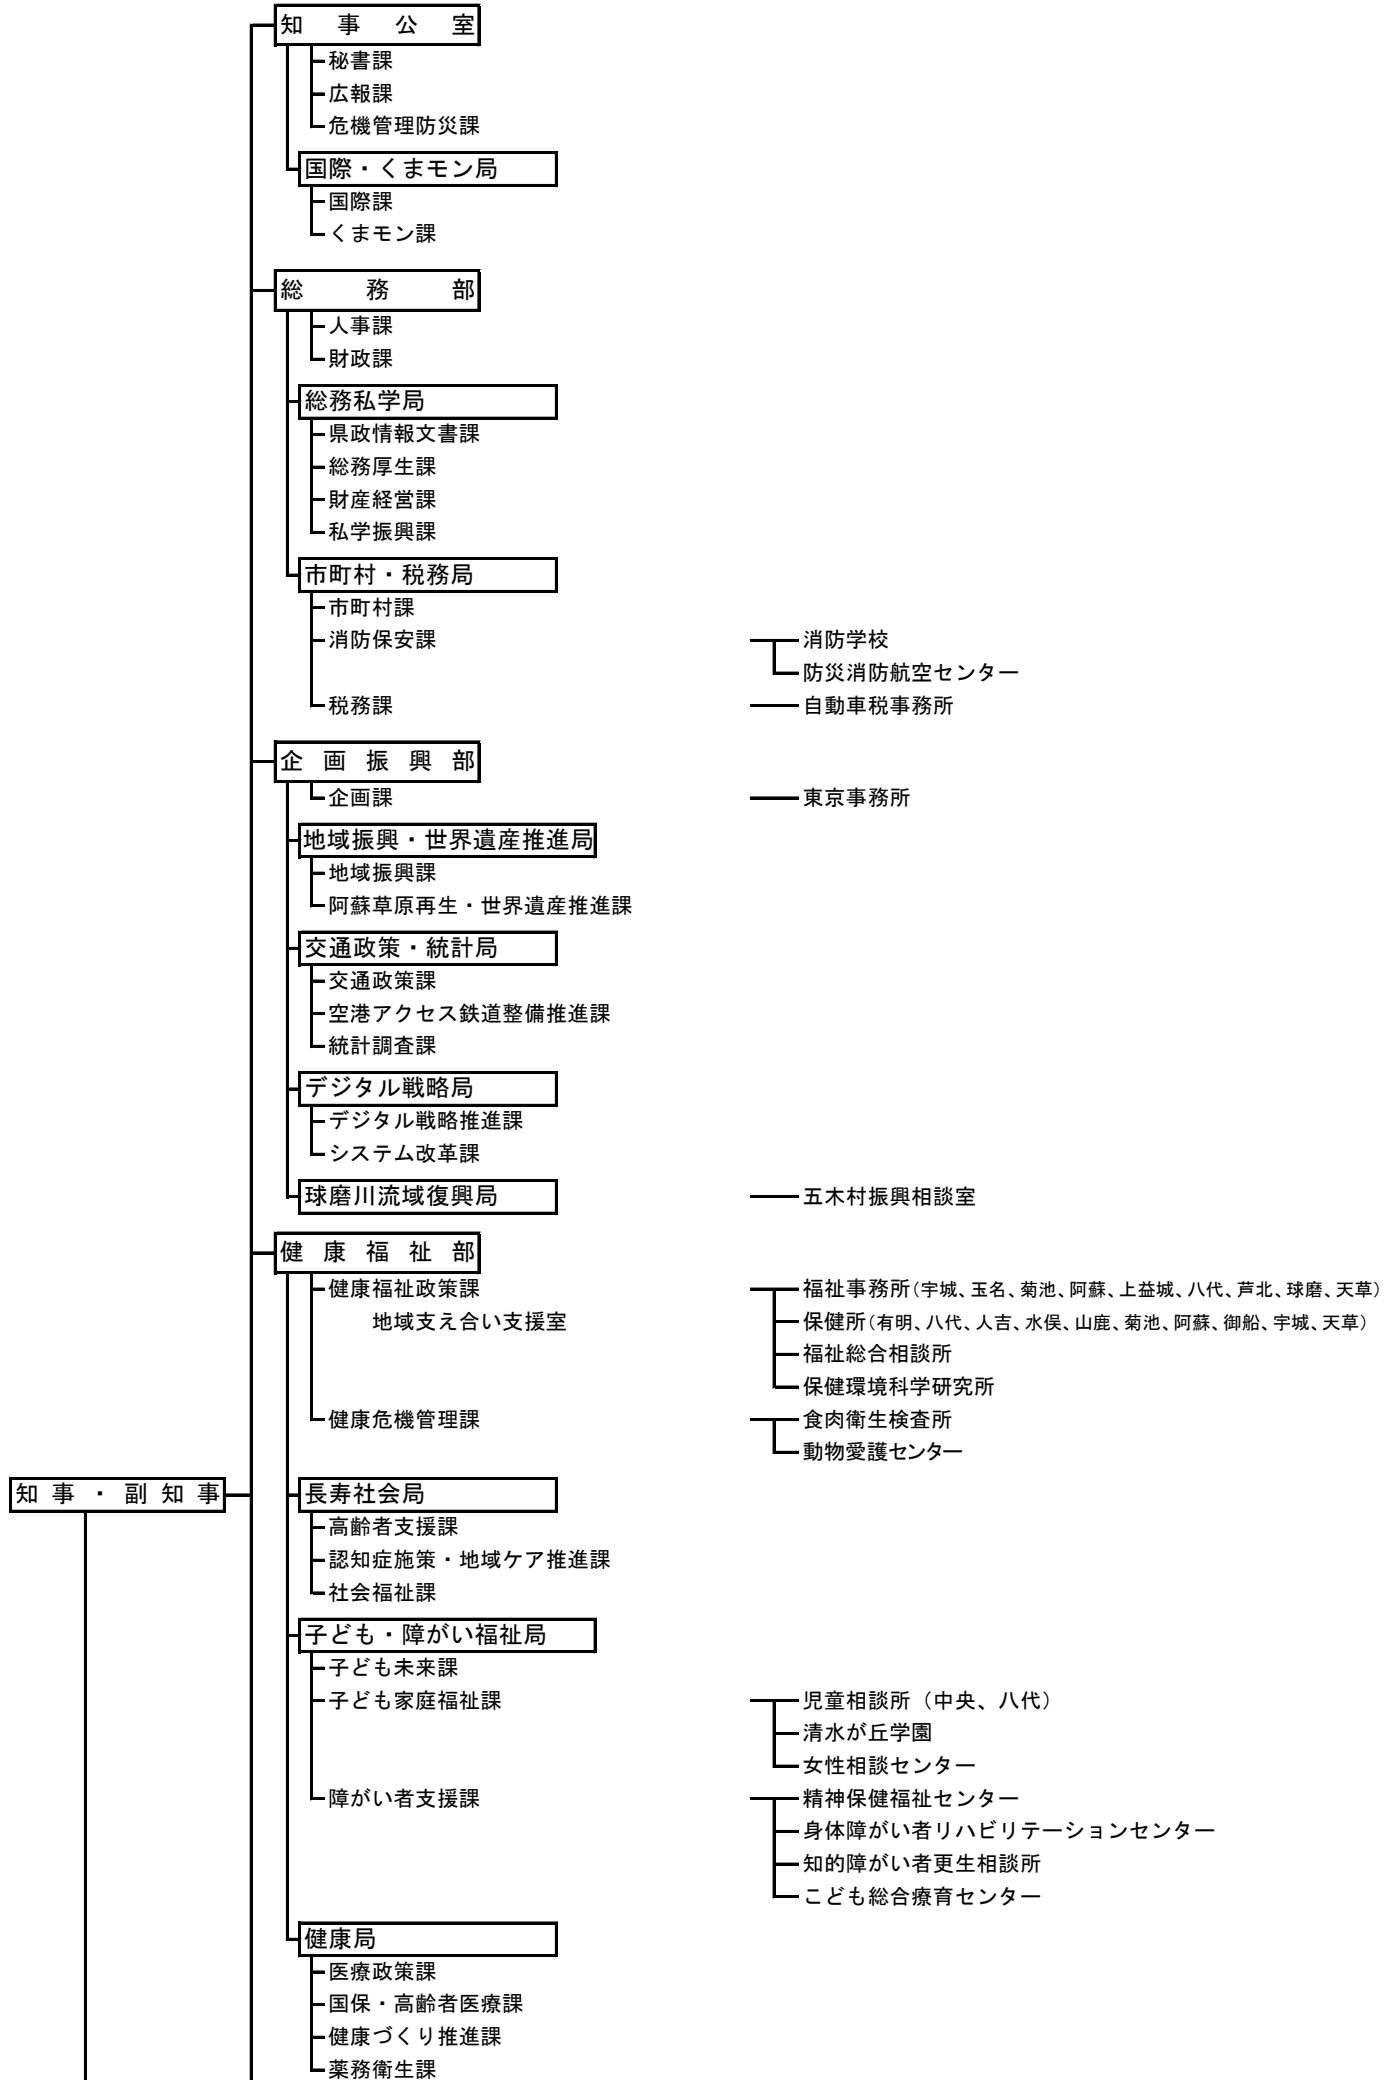 知事公室
秘書課
広報課
危機管理防災課
国際・くまモン局
国際課
くまモン課
総務部
人事課
財政課
総務私学局
県政情報文書課
総務厚生課
財産経営課
私学振興課
市町村・税務局
市町村課
消防保安課 消防学校
防災消防航空センター
税務課 自動車税事務所
企画振興部
企画課 東京事務所
地域振興・世界遺産推進局
地域振興課
阿蘇草原再生・世界遺産推進課
交通政策・統計局
交通政策課
空港アクセス鉄道整備推進課
統計調査課
デジタル戦略局
デジタル戦略推進課
システム改革課
球磨川流域復興局 五木村振興相談室
健康福祉部
健康福祉政策課 福祉事務所(宇城、玉名、菊池、阿蘇、上益城、八代、芦北、球磨、天草)
地域支え合い支援室 保健所(有明、八代、人吉、水俣、山鹿、菊池、阿蘇、御船、宇城、天草)
福祉総合相談所
保健環境科学研究所
健康危機管理課 食肉衛生検査所
動物愛護センター
知事・副知事 長寿社会局
高齢者支援課
認知症施策・地域ケア推進課
社会福祉課
子ども・障がい福祉局
子ども未来課
子ども家庭福祉課 児童相談所（中央、八代）
清水が丘学園
女性相談センター
障がい者支援課 精神保健福祉センター
身体障がい者リハビリテーションセンター
知的障がい者更生相談所
こども総合療育センター
健康局
医療政策課
国保・高齢者医療課
健康づくり推進課
薬務衛生課